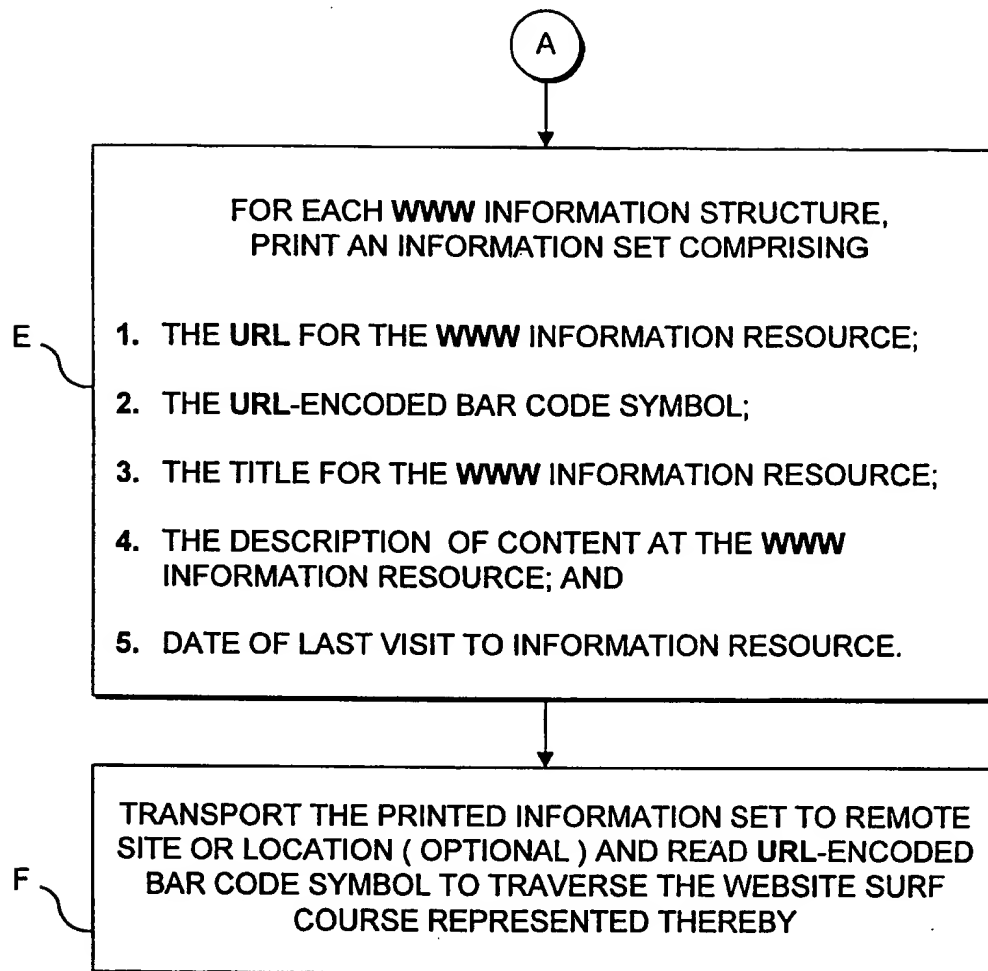 A
FOR EACH WWW INFORMATION STRUCTURE,
PRINT AN INFORMATION SET COMPRISING
E
1. THE URL FOR THE WWW INFORMATION RESOURCE;
2. THE URL-ENCODED BAR CODE SYMBOL;
3. THE TITLE FOR THE WWW INFORMATION RESOURCE;
4. THE DESCRIPTION OF CONTENT AT THE WWW
INFORMATION RESOURCE; AND
5. DATE OF LAST VISIT TO INFORMATION RESOURCE.
F
TRANSPORT THE PRINTED INFORMATION SET TO REMOTE
SITE OR LOCATION ( OPTIONAL ) AND READ URL-ENCODED
BAR CODE SYMBOL TO TRAVERSE THE WEBSITE SURF
COURSE REPRESENTED THEREBY